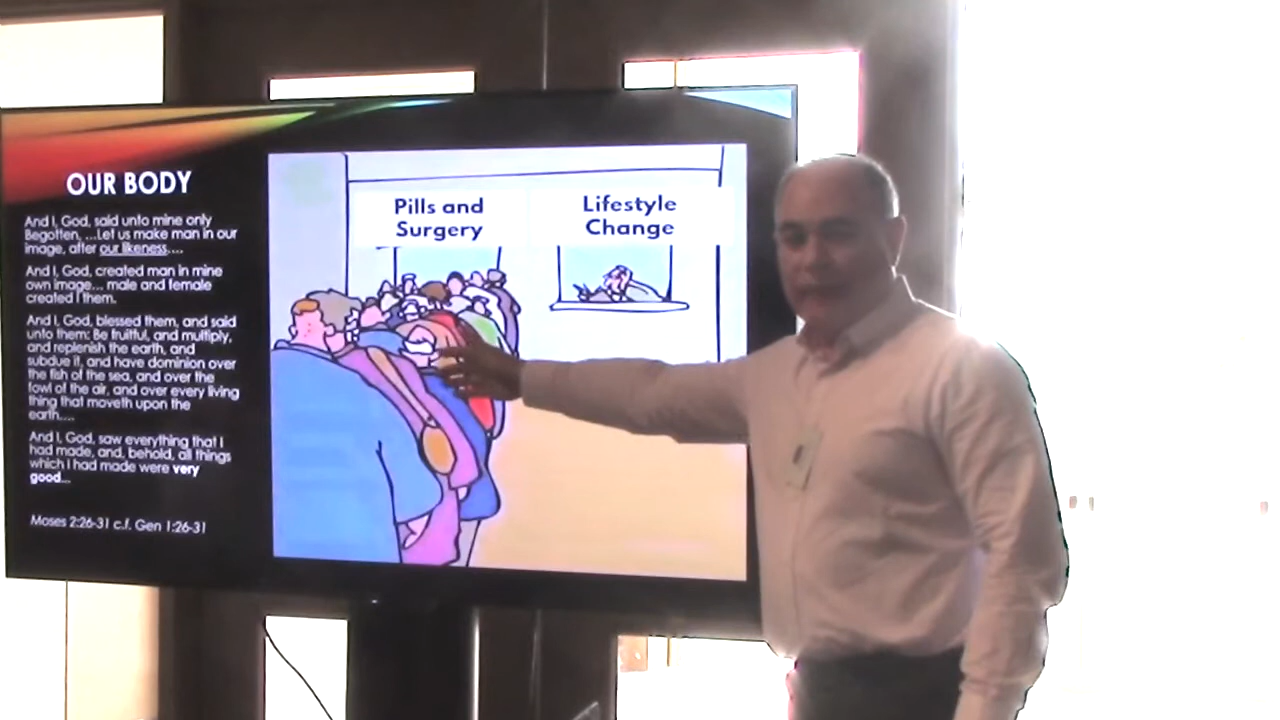 OUR BODY
And I, God, said unto mine only
Begotten, ...Let us make man in our
image, after our likeness....
And I, God, created man in mine
own image... male and female
created I them.
And I, God, blessed them, and said
unto them: Be fruitful, and multiply,
and replenish the earth, and
subdue it, and have dominion over
the fish of the sea, and over the
fowl of the air, and over every living
thing that moveth upon the
earth....
And I, God, saw everything that I
had made, and, behold, all things
which I had made were very
good...
Moses 2:26-31 c.f. Gen 1:26-31
Pills and
Surgery
Lifestyle
Change